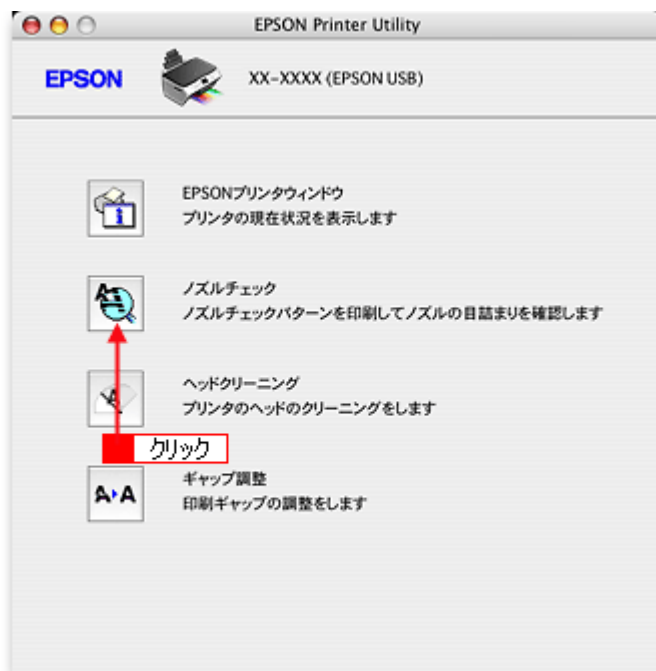 EPSON Printer Utility
EPSON
XX-XXXX (EPSON USB)
EPSONプリンタウィンドウ
プリンタの現在状況を表示します
ノズルチェック
ノズルチェックパターンを印刷してノズルの目詰まりを確認します
ヘッドクリーニング
プリンタのヘッドのクリーニングをします
クリック
ギャップ調整
印刷ギャップの調整をします